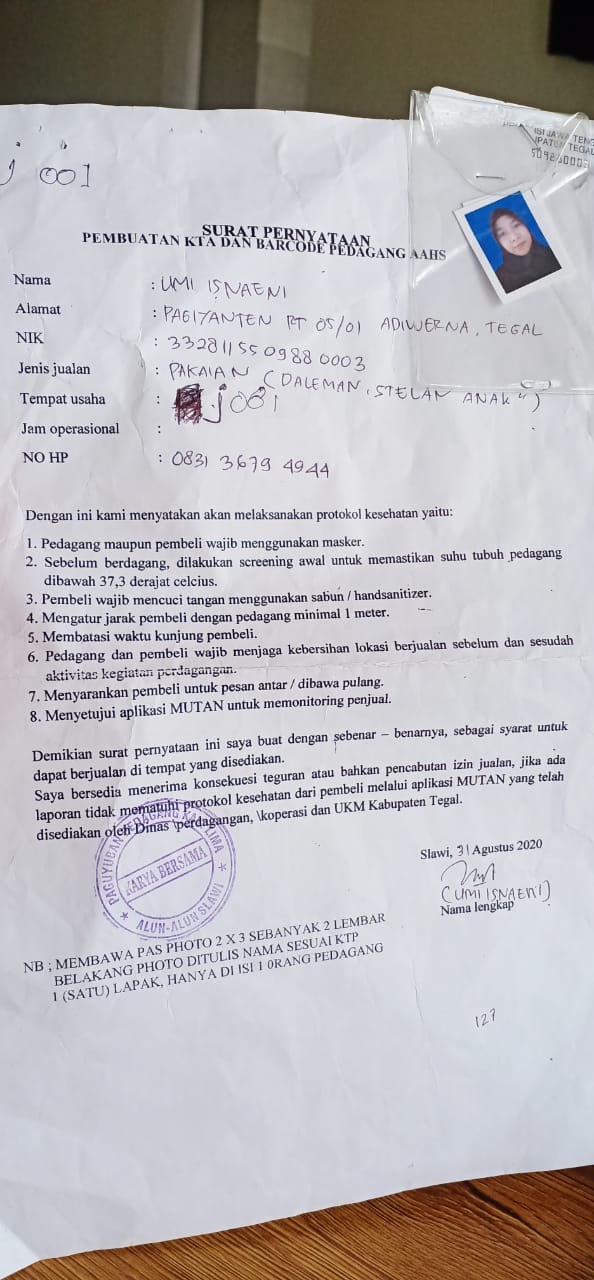 j 001
ISI JAWA TENG
509880003
SURAT PERNYATAAN
PEMBUATAN KTA DAN BARCODE PEDAGANG AAHS
Nama : UMI ISNAENI
Alamat : PAGIYANTEN RT 05/01 ADIWERNA, TEGAL
NIK : 3328115509880003
Jenis jualan : PAKAIAN (DALEMAN, STELAN ANAK")
Tempat usaha : j 001
Jam operasional :
NO HP : 0831 3679 4944
Dengan ini kami menyatakan akan melaksanakan protokol kesehatan yaitu:
1. Pedagang maupun pembeli wajib menggunakan masker.
2. Sebelum berdagang, dilakukan screening awal untuk memastikan suhu tubuh pedagang
dibawah 37,3 derajat celcius.
3. Pembeli wajib mencuci tangan menggunakan sabun / handsanitizer.
4. Mengatur jarak pembeli dengan pedagang minimal 1 meter.
5. Membatasi waktu kunjung pembeli.
6. Pedagang dan pembeli wajib menjaga kebersihan lokasi berjualan sebelum dan sesudah
aktivitas kegiatan perdagangan.
7. Menyarankan pembeli untuk pesan antar / dibawa pulang.
8. Menyetujui aplikasi MUTAN untuk memonitoring penjual.
Demikian surat pernyataan ini saya buat dengan sebenar – benarnya, sebagai syarat untuk
dapat berjualan di tempat yang disediakan.
Saya bersedia menerima konsekuesi teguran atau bahkan pencabutan izin jualan, jika ada
laporan tidak mematuhi protokol kesehatan dari pembeli melalui aplikasi MUTAN yang telah
disediakan oleh Dinas \perdagangan, \koperasi dan UKM Kabupaten Tegal.
PAGUYUBAN PEDAGANG KAKI LIMA
KARYA BERSAMA
ALUN-ALUN SLAWI
Slawi, 31 Agustus 2020
(UMI ISNAENI)
Nama lengkap
NB ; MEMBAWA PAS PHOTO 2 X 3 SEBANYAK 2 LEMBAR
BELAKANG PHOTO DITULIS NAMA SESUAI KTP
1 (SATU) LAPAK, HANYA DI ISI 1 0RANG PEDAGANG
127